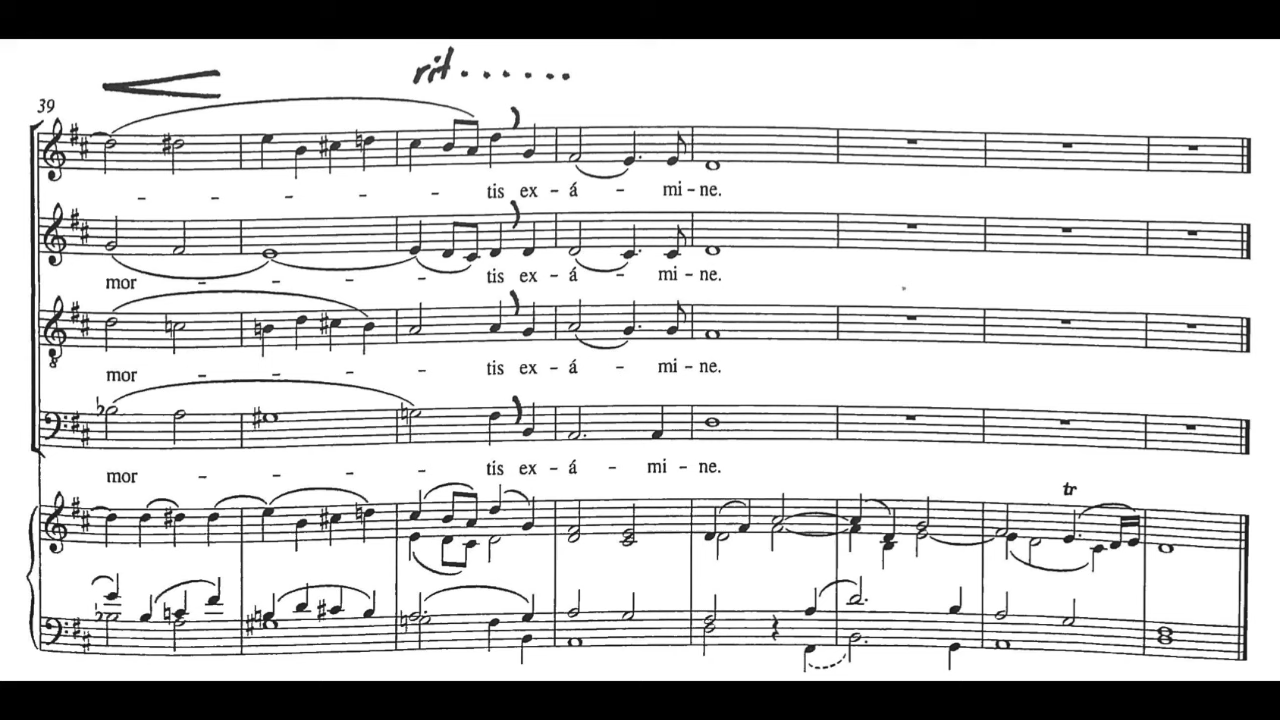 rit. . . . . . .
39
- - - - - tis ex - á - mi - ne.
mor - - - - tis ex - á - mi - ne.
8
mor - - - - tis ex - á - mi - ne.
mor - - - - tis ex - á - mi - ne.
tr